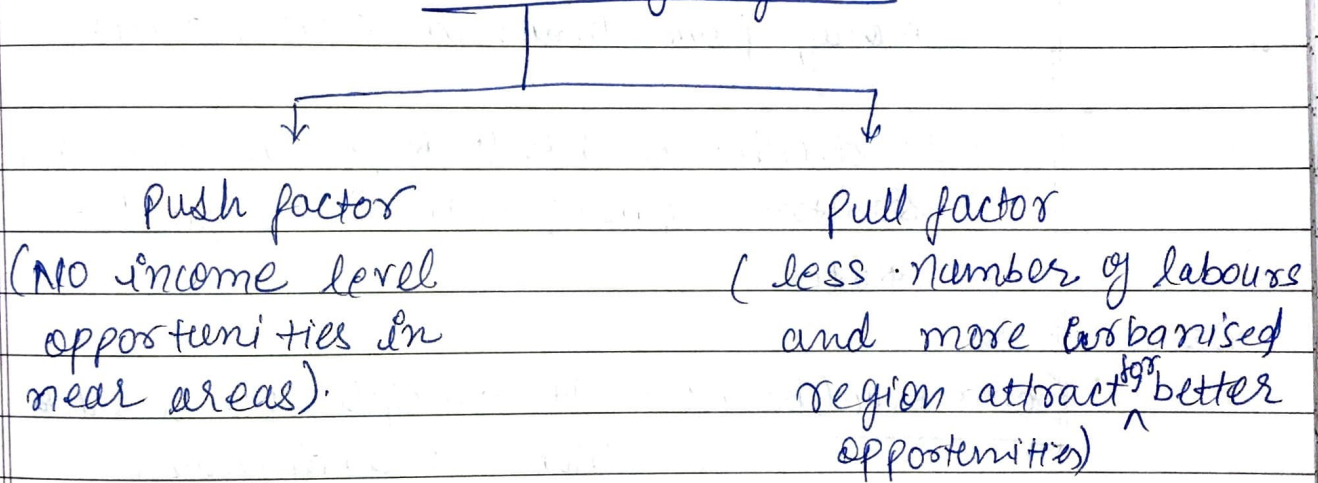 Push factor
(No income level
opportunities in
near areas).
Pull factor
(less number of labours
and more urbanised
region attract for better
opportunities)